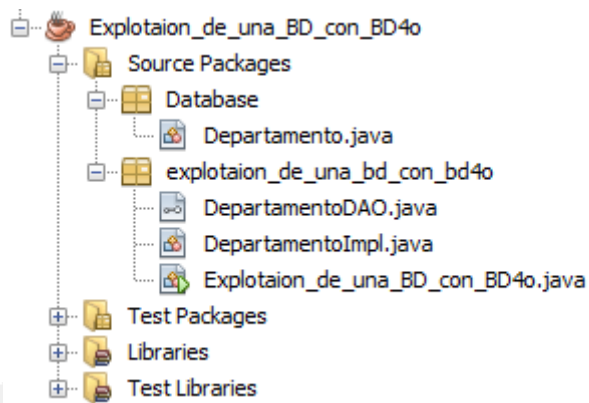 Explotaion_de_una_BD_con_BD4o
Source Packages
Database
Departamento.java
explotaion_de_una_bd_con_bd4o
DepartamentoDAO.java
DepartamentoImpl.java
Explotaion_de_una_BD_con_BD4o.java
Test Packages
Libraries
Test Libraries